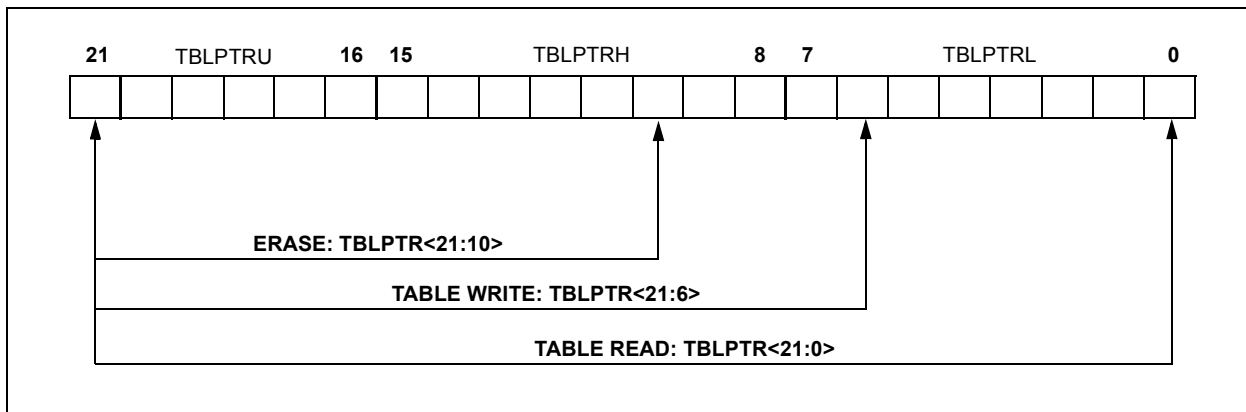 21 TBLPTRU 16 15 TBLPTRH 8 7 TBLPTRL 0
ERASE: TBLPTR<21:10>
TABLE WRITE: TBLPTR<21:6>
TABLE READ: TBLPTR<21:0>